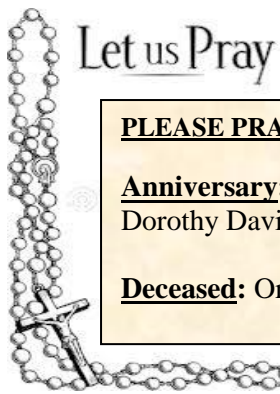 Let us Pray
PLEASE PRA
Anniversary:
Dorothy Davi
Deceased: Or